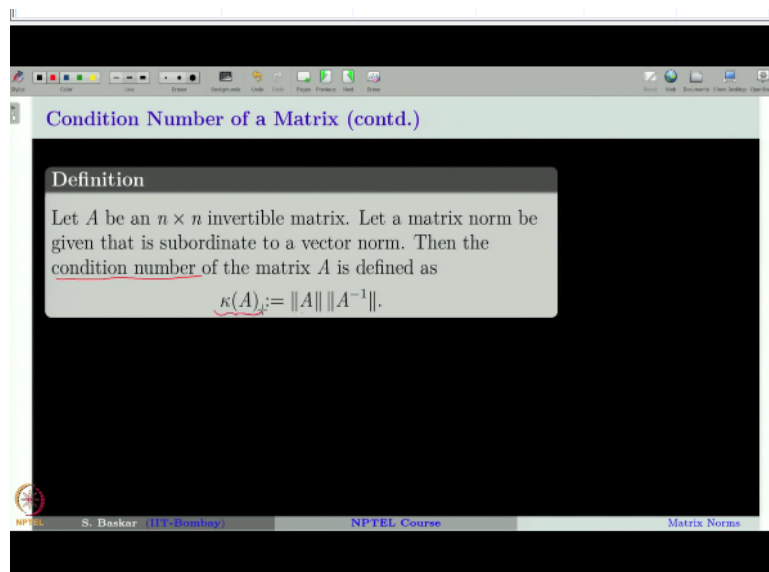 Condition Number of a Matrix (contd.)
Definition
Let A be an n × n invertible matrix. Let a matrix norm be
given that is subordinate to a vector norm. Then the
condition number of the matrix A is defined as
κ(A) := ‖A‖ ‖A⁻¹‖.
NPTEL
S. Baskar (IIT-Bombay)
NPTEL Course
Matrix Norms